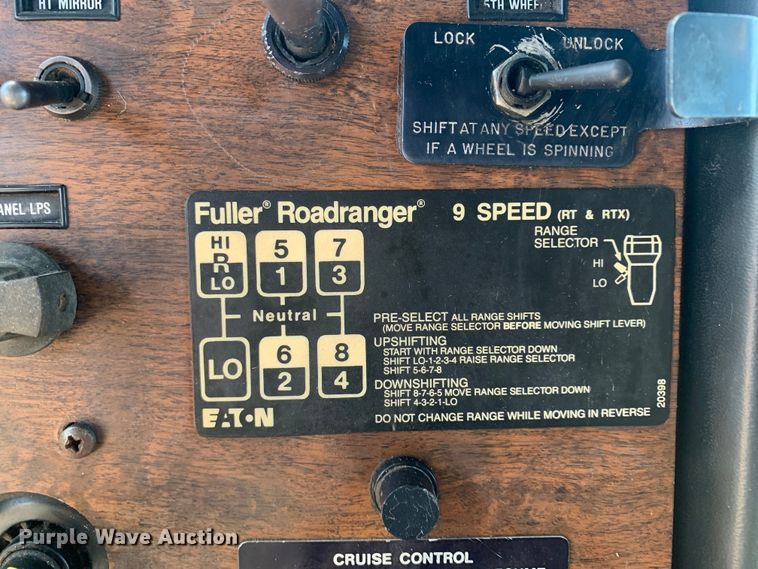 RT MIRROR
5TH WHEEL
LOCK UNLOCK
SHIFT AT ANY SPEED EXCEPT
IF A WHEEL IS SPINNING
PANEL LPS
Fuller® Roadranger® 9 SPEED (RT & RTX)
RANGE
SELECTOR
HI
LO
HI
R
LO
5
1
7
3
Neutral
LO
6
2
8
4
PRE-SELECT ALL RANGE SHIFTS
(MOVE RANGE SELECTOR BEFORE MOVING SHIFT LEVER)
UPSHIFTING
START WITH RANGE SELECTOR DOWN
SHIFT LO-1-2-3-4 RAISE RANGE SELECTOR
SHIFT 5-6-7-8
DOWNSHIFTING
SHIFT 8-7-6-5 MOVE RANGE SELECTOR DOWN
SHIFT 4-3-2-1-LO
EATON
DO NOT CHANGE RANGE WHILE MOVING IN REVERSE
20398
CRUISE CONTROL
Purple Wave Auction